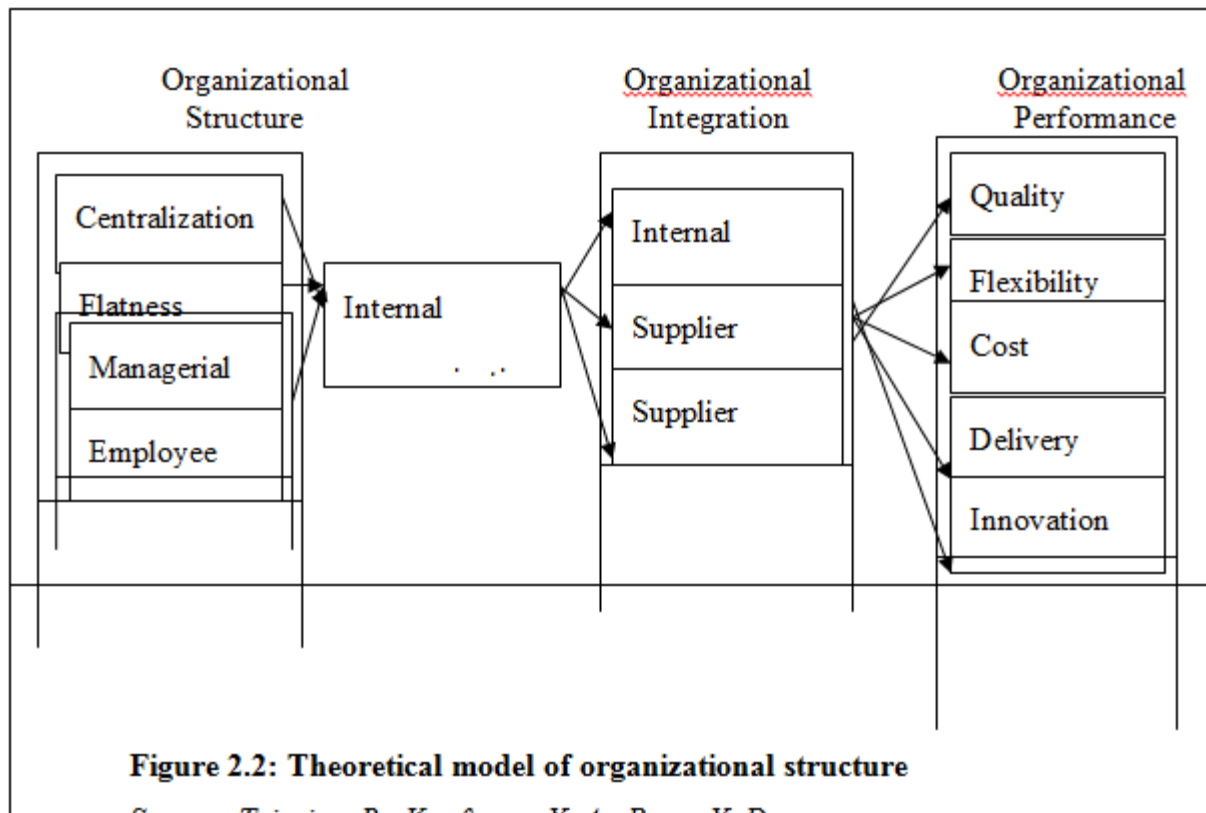 Organizational
Structure
Organizational
Integration
Organizational
Performance
Centralization
Flatness
Managerial
Employee
Internal
Internal
Supplier
Supplier
Quality
Flexibility
Cost
Delivery
Innovation
Figure 2.2: Theoretical model of organizational structure